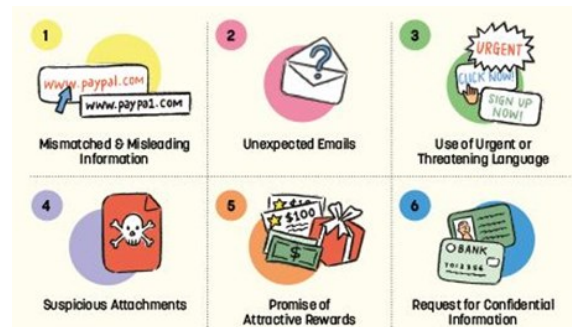 1
www.paypal.com
www.paypa1.com
Mismatched & Misleading
Information
2
?
Unexpected Emails
3
URGENT
CLICK NOW!
SIGN UP
NOW!
Use of Urgent or
Threatening Language
4
Suspicious Attachments
5
$100
$
Promise of
Attractive Rewards
6
BANK
7012356
Request for Confidential
Information